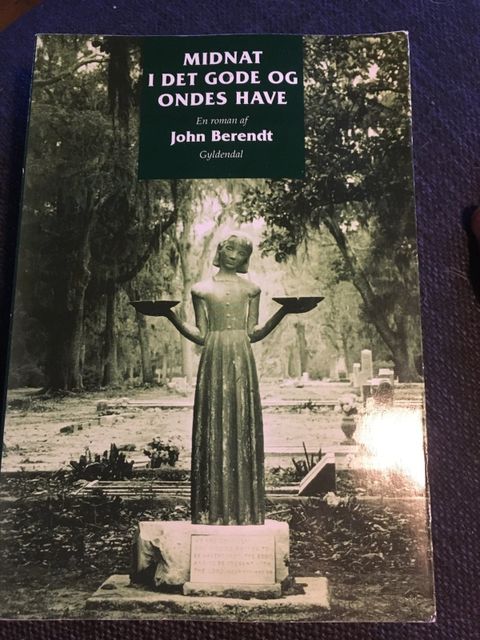 MIDNAT
I DET GODE OG
ONDES HAVE
En roman af
John Berendt
Gyldendal